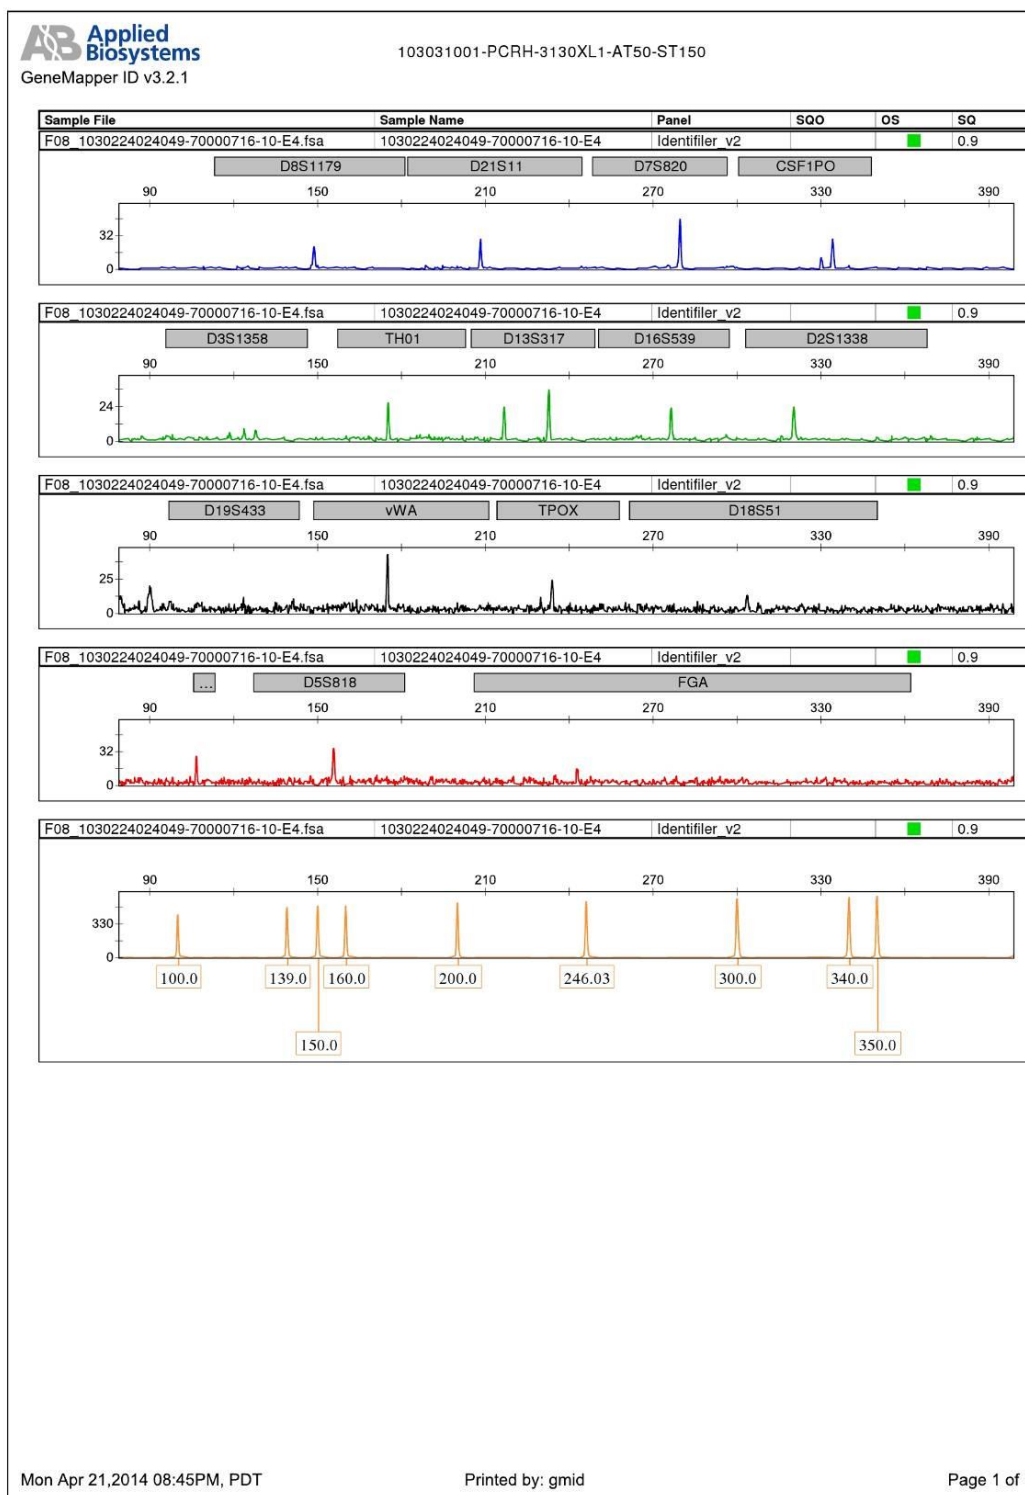 AB Applied Biosystems
GeneMapper ID v3.2.1
103031001-PCRH-3130XL1-AT50-ST150
Sample File Sample Name Panel SQO OS SQ
F08_1030224024049-70000716-10-E4.fsa 1030224024049-70000716-10-E4 Identifiler_v2 0.9
D8S1179 D21S11 D7S820 CSF1PO
90 150 210 270 330 390
32
0
F08_1030224024049-70000716-10-E4.fsa 1030224024049-70000716-10-E4 Identifiler_v2 0.9
D3S1358 TH01 D13S317 D16S539 D2S1338
90 150 210 270 330 390
24
0
F08_1030224024049-70000716-10-E4.fsa 1030224024049-70000716-10-E4 Identifiler_v2 0.9
D19S433 vWA TPOX D18S51
90 150 210 270 330 390
25
0
F08_1030224024049-70000716-10-E4.fsa 1030224024049-70000716-10-E4 Identifiler_v2 0.9
... D5S818 FGA
90 150 210 270 330 390
32
0
F08_1030224024049-70000716-10-E4.fsa 1030224024049-70000716-10-E4 Identifiler_v2 0.9
90 150 210 270 330 390
330
0
100.0 139.0 160.0 200.0 246.03 300.0 340.0
150.0 350.0
Mon Apr 21,2014 08:45PM, PDT Printed by: gmid Page 1 of